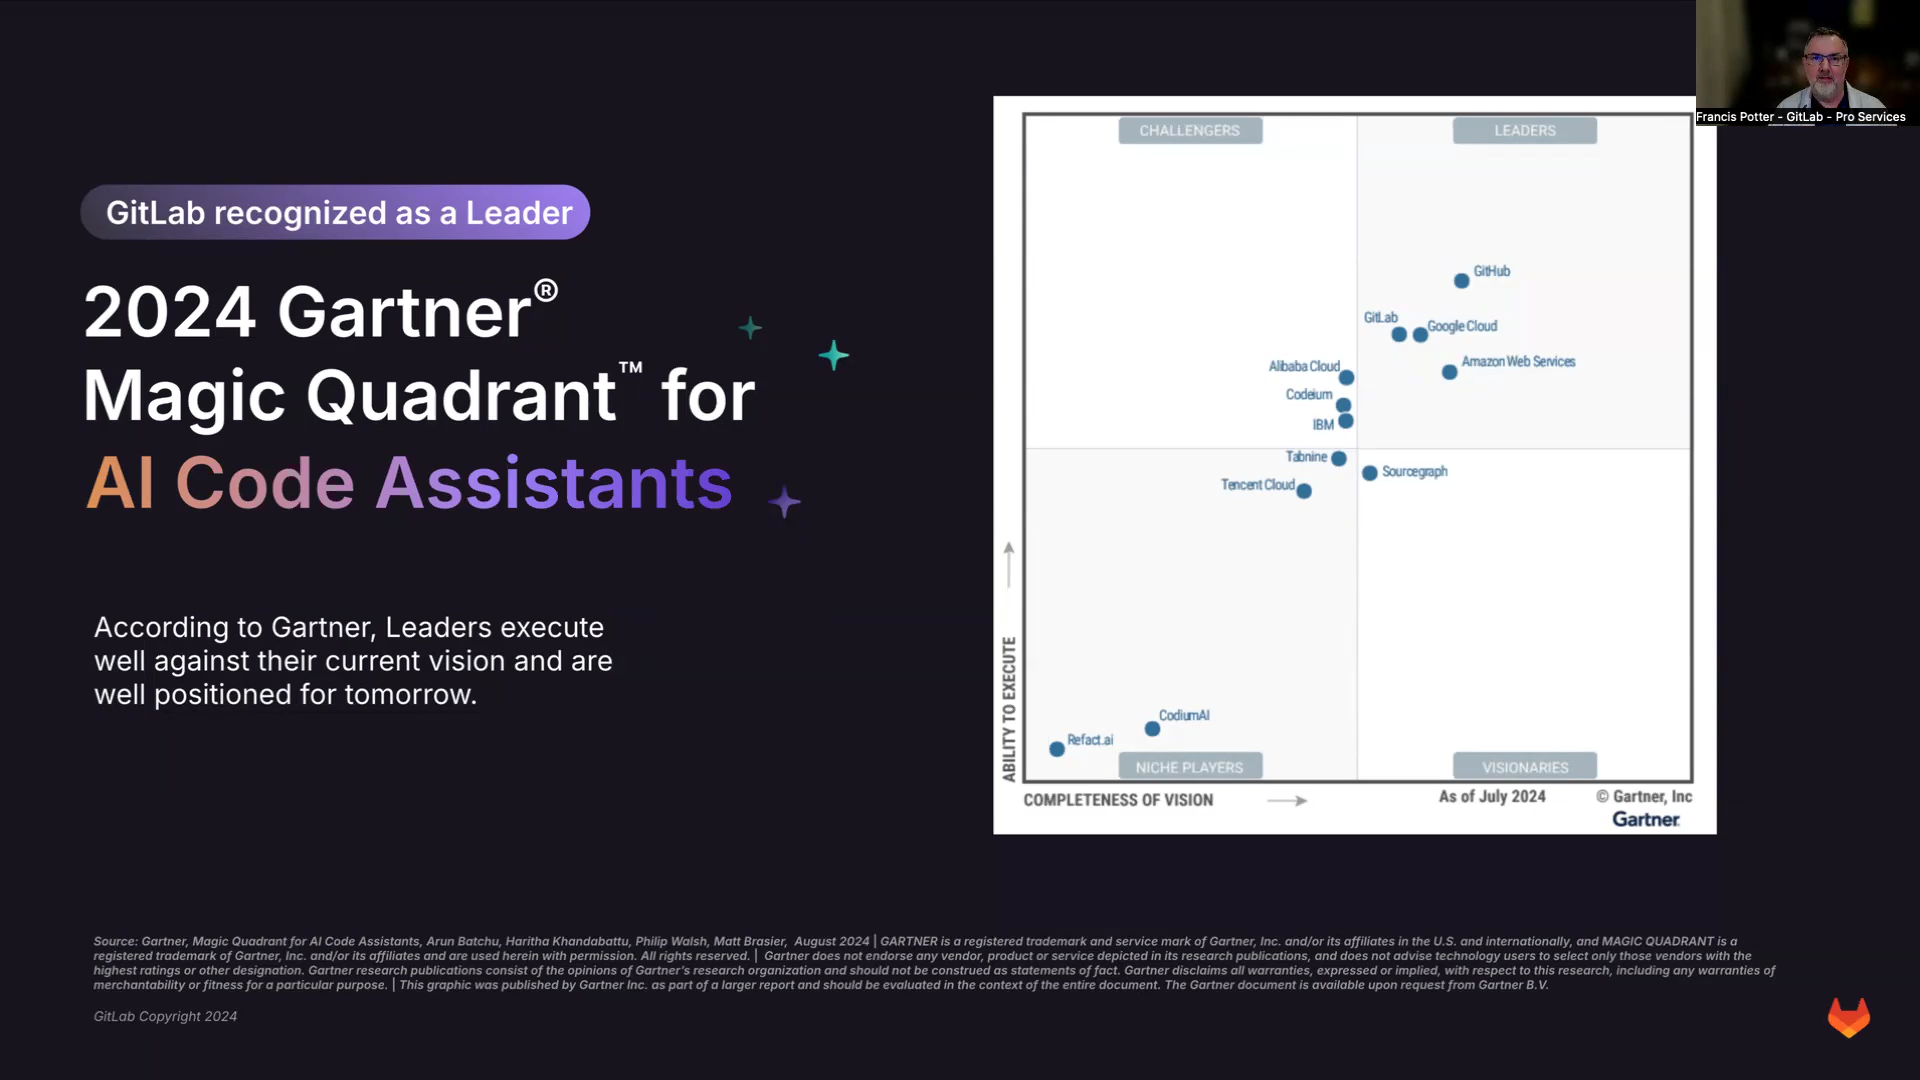 Francis Potter - GitLab - Pro Services
GitLab recognized as a Leader
2024 Gartner®
Magic Quadrant™ for
AI Code Assistants
According to Gartner, Leaders execute
well against their current vision and are
well positioned for tomorrow.
CHALLENGERS
LEADERS
GitHub
GitLab
Google Cloud
Alibaba Cloud
Amazon Web Services
Codeium
IBM
Tabnine
Sourcegraph
Tencent Cloud
CodiumAI
Refact.ai
NICHE PLAYERS
VISIONARIES
ABILITY TO EXECUTE
COMPLETENESS OF VISION
As of July 2024
© Gartner, Inc
Gartner
Source: Gartner, Magic Quadrant for AI Code Assistants, Arun Batchu, Haritha Khandabattu, Philip Walsh, Matt Brasier, August 2024 | GARTNER is a registered trademark and service mark of Gartner, Inc. and/or its affiliates in the U.S. and internationally, and MAGIC QUADRANT is a
registered trademark of Gartner, Inc. and/or its affiliates and are used herein with permission. All rights reserved. | Gartner does not endorse any vendor, product or service depicted in its research publications, and does not advise technology users to select only those vendors with the
highest ratings or other designation. Gartner research publications consist of the opinions of Gartner's research organization and should not be construed as statements of fact. Gartner disclaims all warranties, expressed or implied, with respect to this research, including any warranties of
merchantability or fitness for a particular purpose. | This graphic was published by Gartner Inc. as part of a larger report and should be evaluated in the context of the entire document. The Gartner document is available upon request from Gartner B.V.
GitLab Copyright 2024